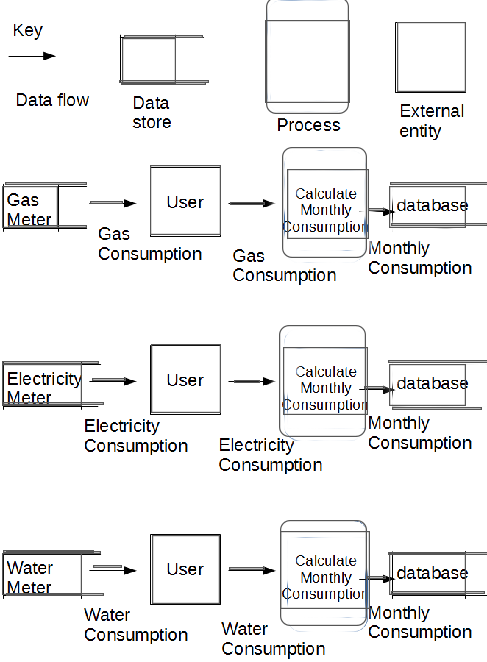 Key
Data flow
Data
store
Process
External
entity
Gas
Meter
User
Calculate
Monthly
Consumption
database
Gas
Consumption
Gas
Consumption
Monthly
Consumption
Electricity
Meter
User
Calculate
Monthly
Consumption
database
Electricity
Consumption
Electricity
Consumption
Monthly
Consumption
Water
Meter
User
Calculate
Monthly
Consumption
database
Water
Consumption
Water
Consumption
Monthly
Consumption